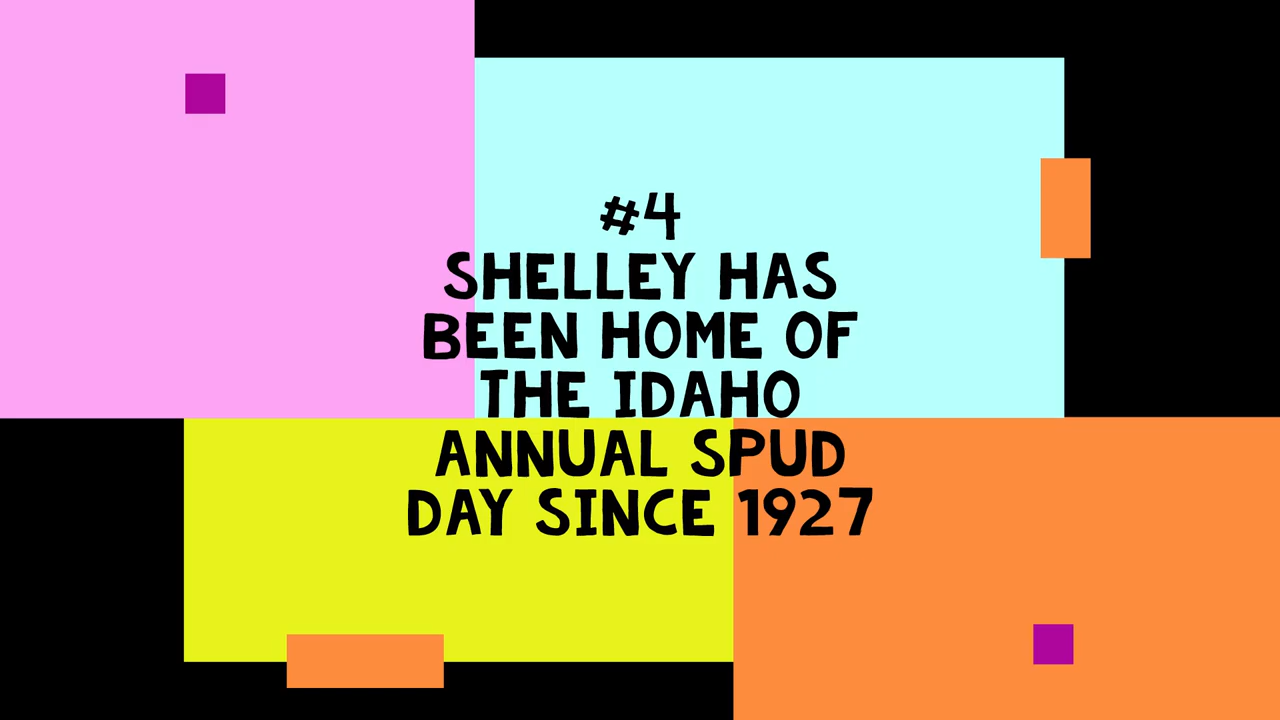 #4
SHELLEY HAS
BEEN HOME OF
THE IDAHO
ANNUAL SPUD
DAY SINCE 1927